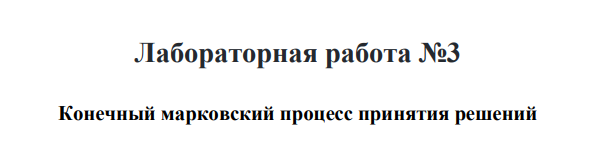 Лабораторная работа №3
Конечный марковский процесс принятия решений